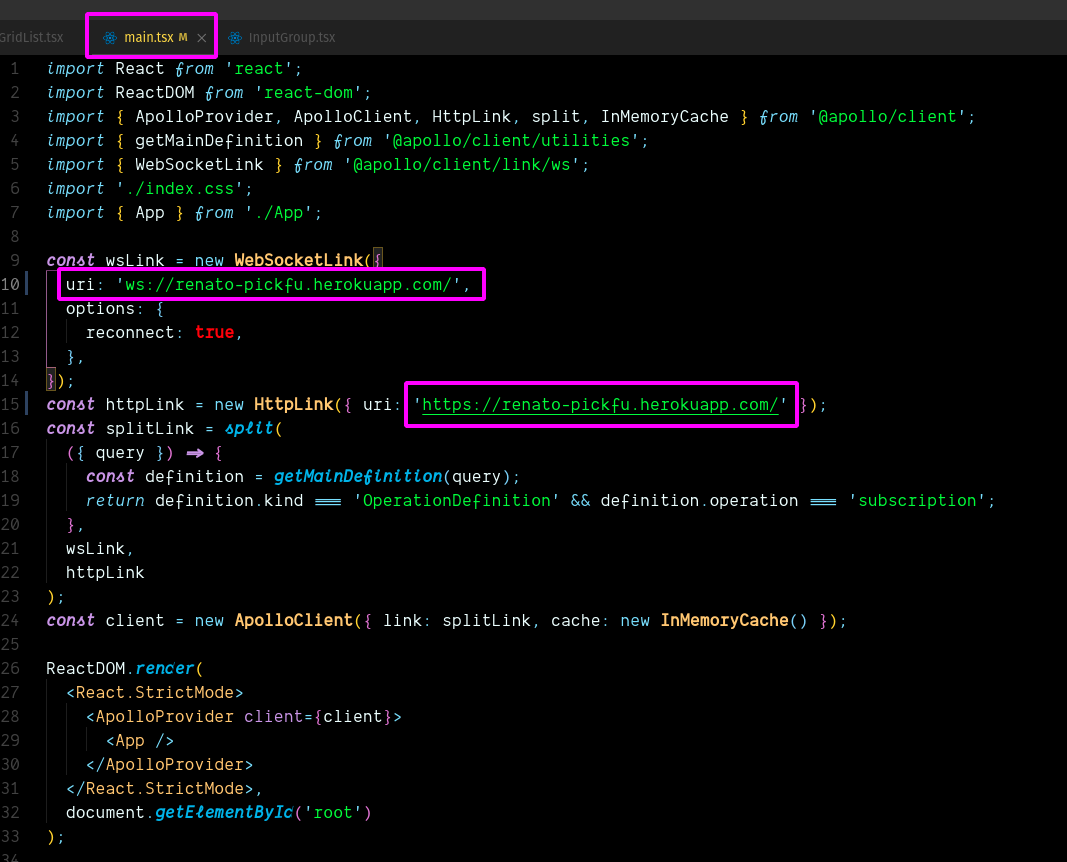 GridList.tsx main.tsx M × InputGroup.tsx
1 import React from 'react';
2 import ReactDOM from 'react-dom';
3 import { ApolloProvider, ApolloClient, HttpLink, split, InMemoryCache } from '@apollo/client';
4 import { getMainDefinition } from '@apollo/client/utilities';
5 import { WebSocketLink } from '@apollo/client/link/ws';
6 import './index.css';
7 import { App } from './App';
8
9 const wsLink = new WebSocketLink({
10 uri: 'ws://renato-pickfu.herokuapp.com/',
11 options: {
12 reconnect: true,
13 },
14 });
15 const httpLink = new HttpLink({ uri: 'https://renato-pickfu.herokuapp.com/' });
16 const splitLink = split(
17 ({ query }) => {
18 const definition = getMainDefinition(query);
19 return definition.kind === 'OperationDefinition' && definition.operation === 'subscription';
20 },
21 wsLink,
22 httpLink
23 );
24 const client = new ApolloClient({ link: splitLink, cache: new InMemoryCache() });
25
26 ReactDOM.render(
27 <React.StrictMode>
28 <ApolloProvider client={client}>
29 <App />
30 </ApolloProvider>
31 </React.StrictMode>,
32 document.getElementById('root')
33 );
34